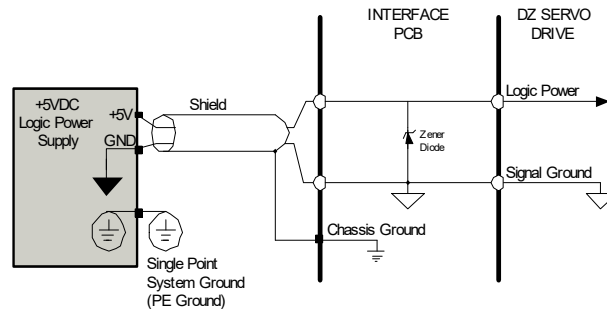 INTERFACE
PCB
DZ SERVO
DRIVE
+5VDC
Logic Power
Supply
+5V
GND
Shield
Logic Power
Zener
Diode
Signal Ground
Chassis Ground
Single Point
System Ground
(PE Ground)